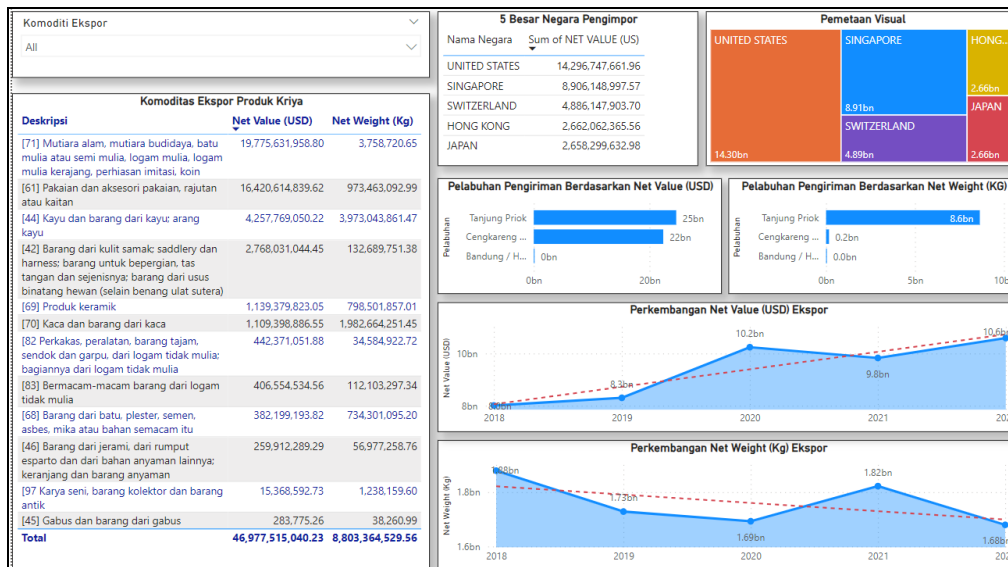 Komoditi Ekspor
All
Komoditas Ekspor Produk Kriya
Deskripsi Net Value (USD) Net Weight (Kg)
[71] Mutiara alam, mutiara budidaya, batu 19,775,631,958.80 3,758,720.65
mulia atau semi mulia, logam mulia, logam
mulia kerajang, perhiasan imitasi, koin
[61] Pakaian dan aksesori pakaian, rajutan 16,420,614,839.62 973,463,092.99
atau kaitan
[44] Kayu dan barang dari kayu; arang 4,257,769,050.22 3,973,043,861.47
kayu
[42] Barang dari kulit samak; saddlery dan 2,768,031,044.45 132,689,751.38
harness; barang untuk bepergian, tas
tangan dan sejenisnya; barang dari usus
binatang hewan (selain benang ulat sutera)
[69] Produk keramik 1,139,379,823.05 798,501,857.01
[70] Kaca dan barang dari kaca 1,109,398,886.55 1,982,664,251.45
[82 Perkakas, peralatan, barang tajam, 442,371,051.88 34,584,922.72
sendok dan garpu, dari logam tidak mulia;
bagiannya dari logam tidak mulia
[83] Bermacam-macam barang dari logam 406,554,534.56 112,103,297.34
tidak mulia
[68] Barang dari batu, plester, semen, 382,199,193.82 734,301,095.20
asbes, mika atau bahan semacam itu
[46] Barang dari jerami, dari rumput 259,912,289.29 56,977,258.76
esparto dan dari bahan anyaman lainnya;
keranjang dan barang anyaman
[97 Karya seni, barang kolektor dan barang 15,368,592.73 1,238,159.60
antik
[45] Gabus dan barang dari gabus 283,775.26 38,260.99
Total 46,977,515,040.23 8,803,364,529.56
5 Besar Negara Pengimpor
Nama Negara Sum of NET VALUE (US)
UNITED STATES 14,296,747,661.96
SINGAPORE 8,906,148,997.57
SWITZERLAND 4,886,147,903.70
HONG KONG 2,662,062,365.56
JAPAN 2,658,299,632.98
Pemetaan Visual
UNITED STATES
14.30bn
SINGAPORE
8.91bn
SWITZERLAND
4.89bn
HONG...
2.66bn
JAPAN
2.66bn
Pelabuhan Pengiriman Berdasarkan Net Value (USD)
Pelabuhan
Tanjung Priok 25bn
Cengkareng ... 22bn
Bandung / H... 0bn
0bn 20bn
Pelabuhan Pengiriman Berdasarkan Net Weight (KG)
Pelabuhan
Tanjung Priok 8.6bn
Cengkareng ... 0.2bn
Bandung / H... 0.0bn
0bn 5bn
Perkembangan Net Value (USD) Ekspor
Net Value (USD)
10bn
8bn
8.3bn
10.2bn
9.8bn
10.6bn
2018 2019 2020 2021
Perkembangan Net Weight (Kg) Ekspor
Net Weight (Kg)
1.8bn
1.6bn
1.73bn
1.69bn
1.82bn
1.68bn
2018 2019 2020 2021